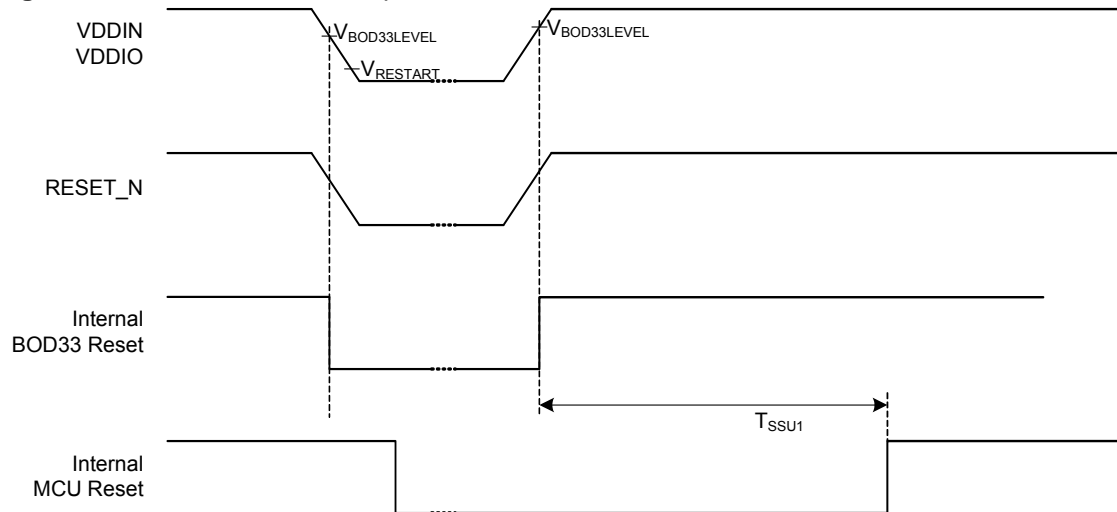 VDDIN
VDDIO
VBOD33LEVEL
VBOD33LEVEL
VRESTART
RESET_N
Internal
BOD33 Reset
TSSU1
Internal
MCU Reset